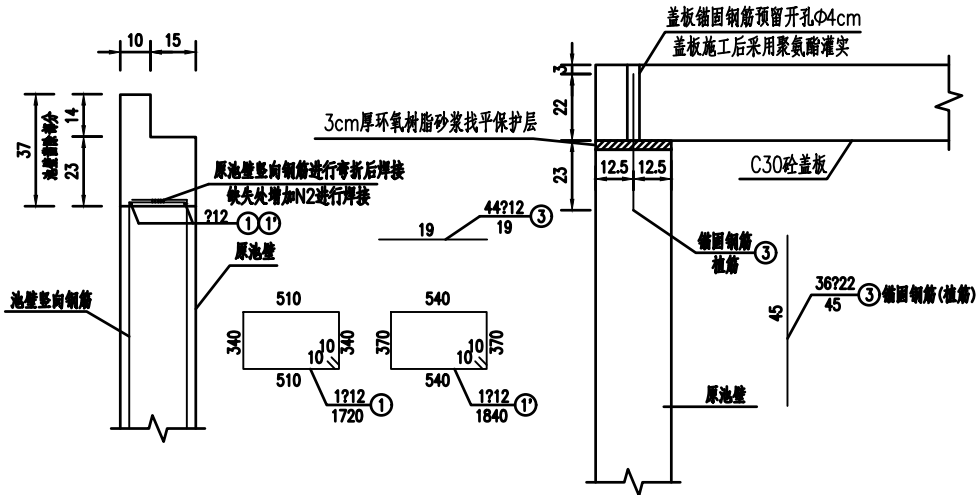 10
15
37
池壁凿除部分
14
23
原池壁竖向钢筋进行弯折后焊接
缺失处增加N2进行焊接
?12 ① ①'
原池壁
池壁竖向钢筋
44?12 ③
19
19
510
340
340
10
10
510
1?12 ①
1720
540
370
370
10
10
540
1?12 ①'
1840
盖板锚固钢筋预留开孔Φ4cm
盖板施工后采用聚氨酯灌实
3
22
23
3cm厚环氧树脂砂浆找平保护层
12.5
12.5
C30砼盖板
锚固钢筋 ③
植筋
45
36?22 ③ 锚固钢筋(植筋)
45
原池壁